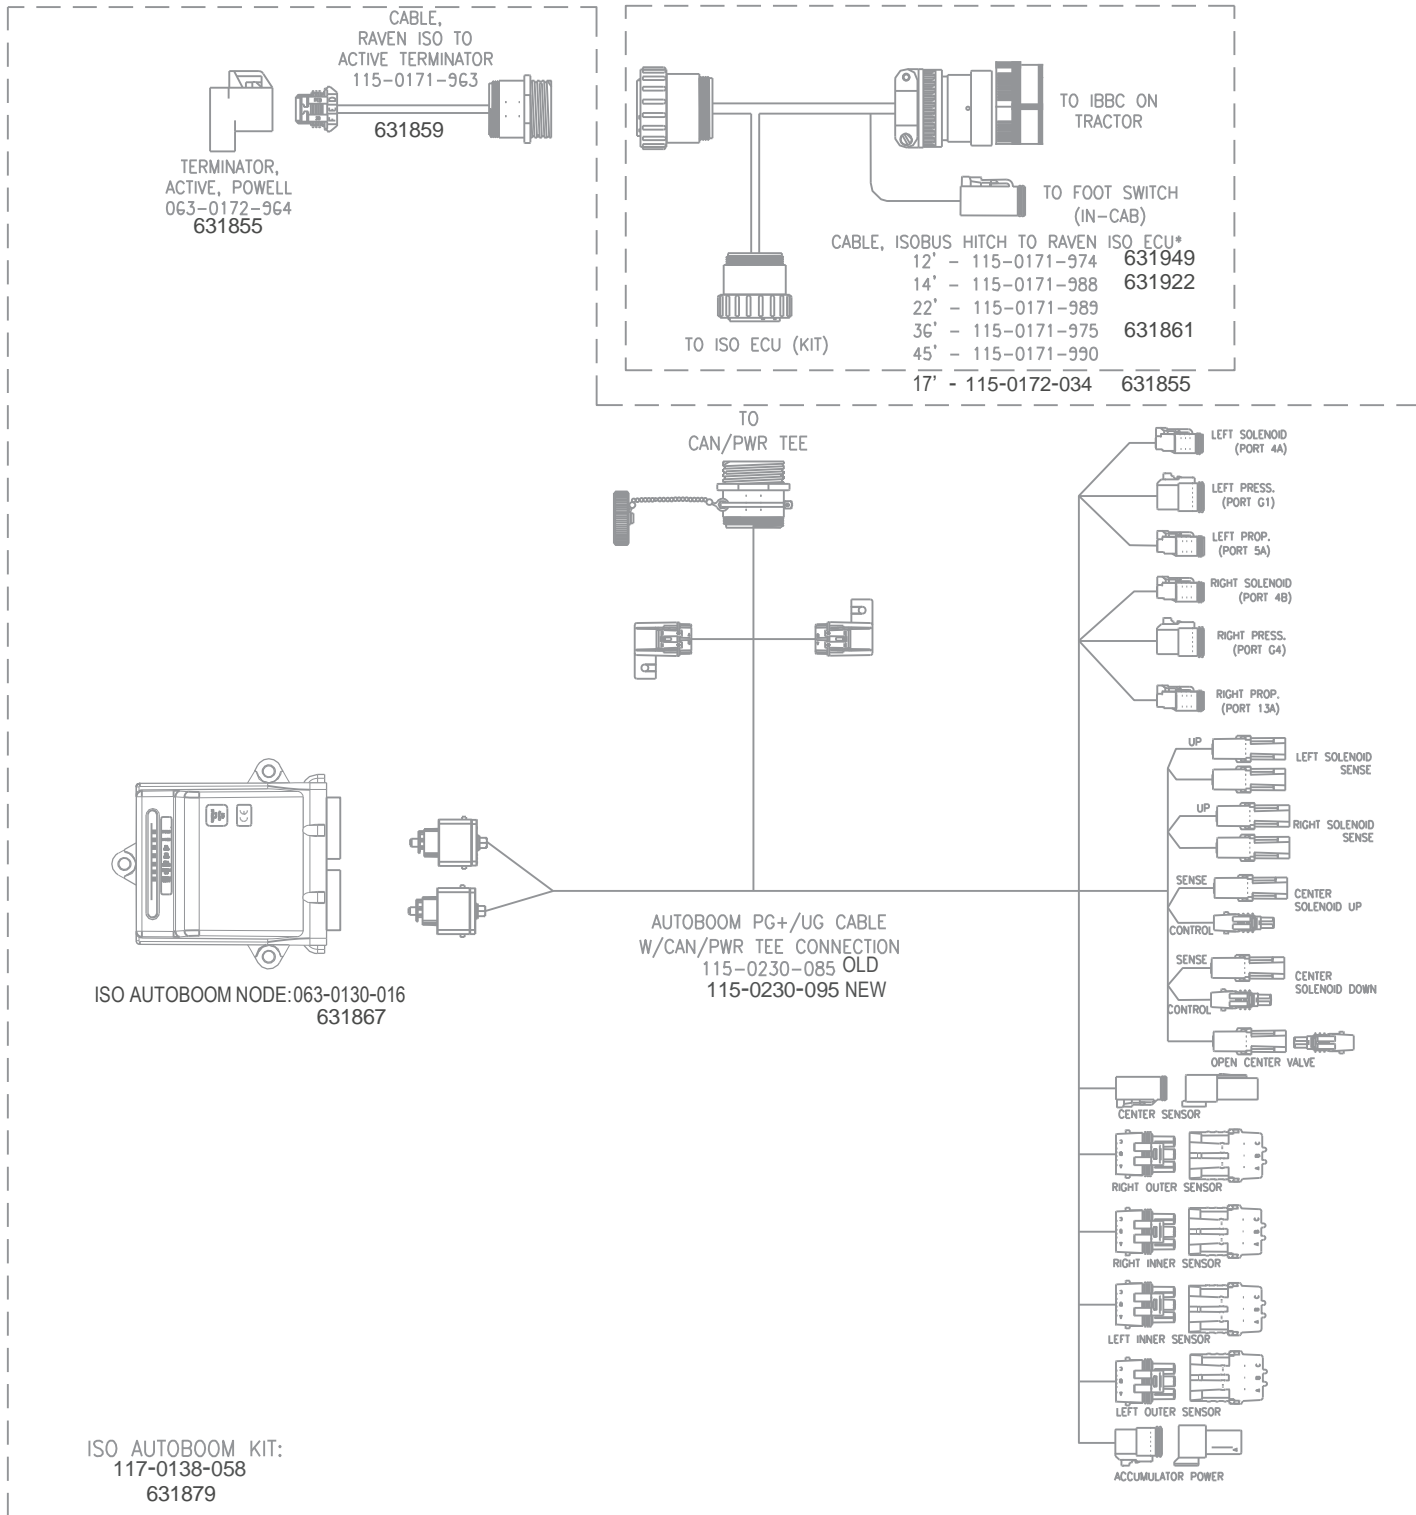 CABLE,
RAVEN ISO TO
ACTIVE TERMINATOR
115-0171-963
631859
TERMINATOR,
ACTIVE, POWELL
063-0172-964
631855
TO IBBC ON
TRACTOR
TO FOOT SWITCH
(IN-CAB)
CABLE, ISOBUS HITCH TO RAVEN ISO ECU*
12' - 115-0171-974 631949
14' - 115-0171-988 631922
22' - 115-0171-989
36' - 115-0171-975 631861
45' - 115-0171-990
17' - 115-0172-034 631855
TO ISO ECU (KIT)
TO
CAN/PWR TEE
LEFT SOLENOID
(PORT 4A)
LEFT PRESS.
(PORT G1)
LEFT PROP.
(PORT 5A)
RIGHT SOLENOID
(PORT 4B)
RIGHT PRESS.
(PORT G4)
RIGHT PROP.
(PORT 13A)
UP
LEFT SOLENOID
SENSE
UP
RIGHT SOLENOID
SENSE
SENSE
CENTER
SOLENOID UP
CONTROL
SENSE
CENTER
SOLENOID DOWN
CONTROL
OPEN CENTER VALVE
CENTER SENSOR
RIGHT OUTER SENSOR
RIGHT INNER SENSOR
LEFT INNER SENSOR
LEFT OUTER SENSOR
ACCUMULATOR POWER
AUTOBOOM PG+/UG CABLE
W/CAN/PWR TEE CONNECTION
115-0230-085 OLD
115-0230-095 NEW
CE
ISO AUTOBOOM NODE:063-0130-016
631867
ISO AUTOBOOM KIT:
117-0138-058
631879